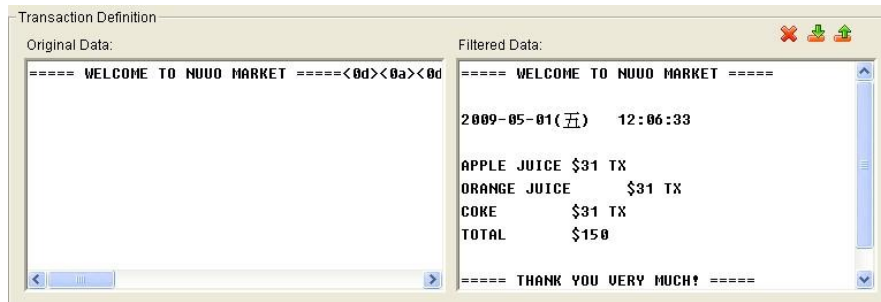 Transaction Definition
Original Data:
===== WELCOME TO NUUO MARKET =====<0d><0a><0d
Filtered Data:
===== WELCOME TO NUUO MARKET =====
2009-05-01(五) 12:06:33
APPLE JUICE $31 TX
ORANGE JUICE $31 TX
COKE $31 TX
TOTAL $150
===== THANK YOU VERY MUCH! =====